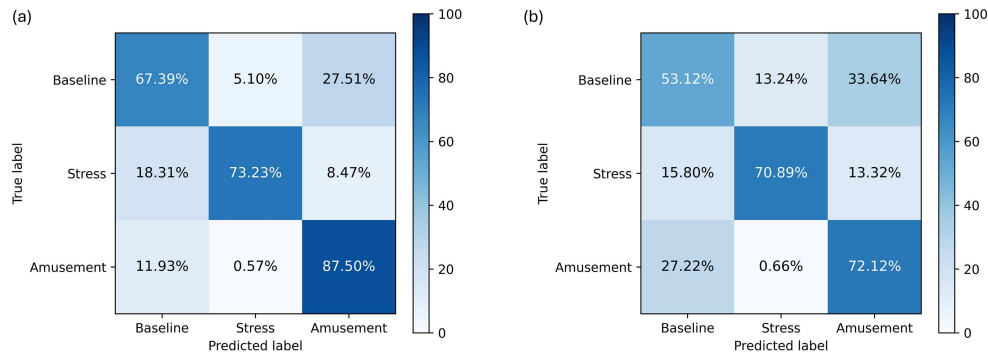 (a)
100
80
60
40
20
0
True label
Baseline
67.39% 5.10% 27.51%
Stress
18.31% 73.23% 8.47%
Amusement
11.93% 0.57% 87.50%
Baseline Stress Amusement
Predicted label
(b)
100
80
60
40
20
0
True label
Baseline
53.12% 13.24% 33.64%
Stress
15.80% 70.89% 13.32%
Amusement
27.22% 0.66% 72.12%
Baseline Stress Amusement
Predicted label